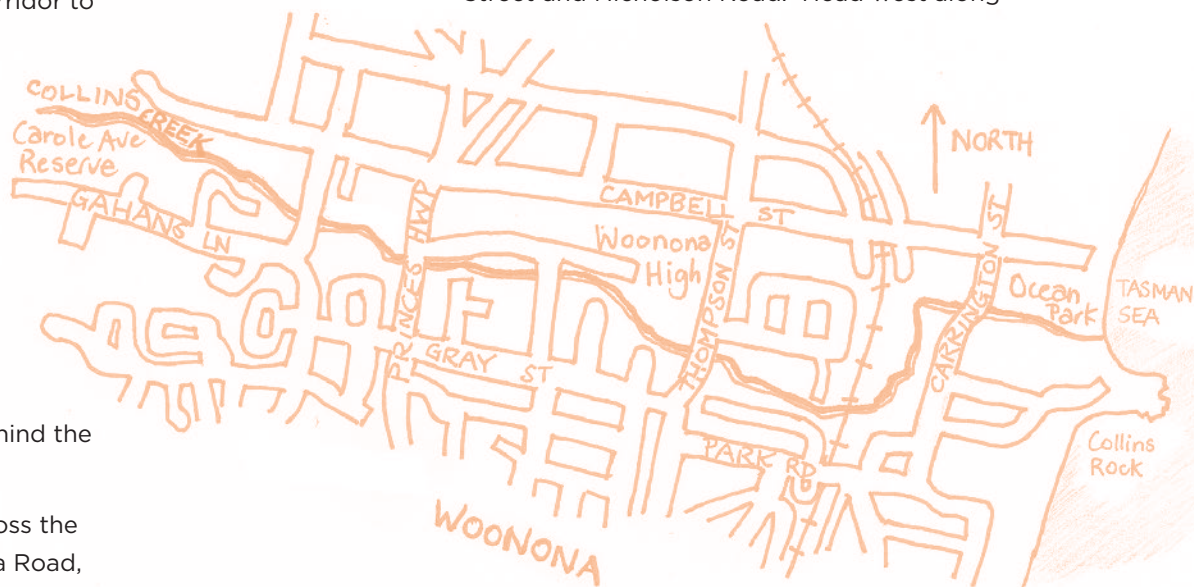 rridor to
Street and Nicholson Road. Head west along
COLLINS CREEK
Carole Ave
Reserve
GAHANS LN
PRINCES HWP
CAMPBELL ST
NORTH
Woonona
High
THOMPSON ST
CARRINGTON ST
Ocean
Park
TASMAN
SEA
GRAY ST
PARK RD
Collins
Rock
WOONONA
hind the
oss the
a Road,